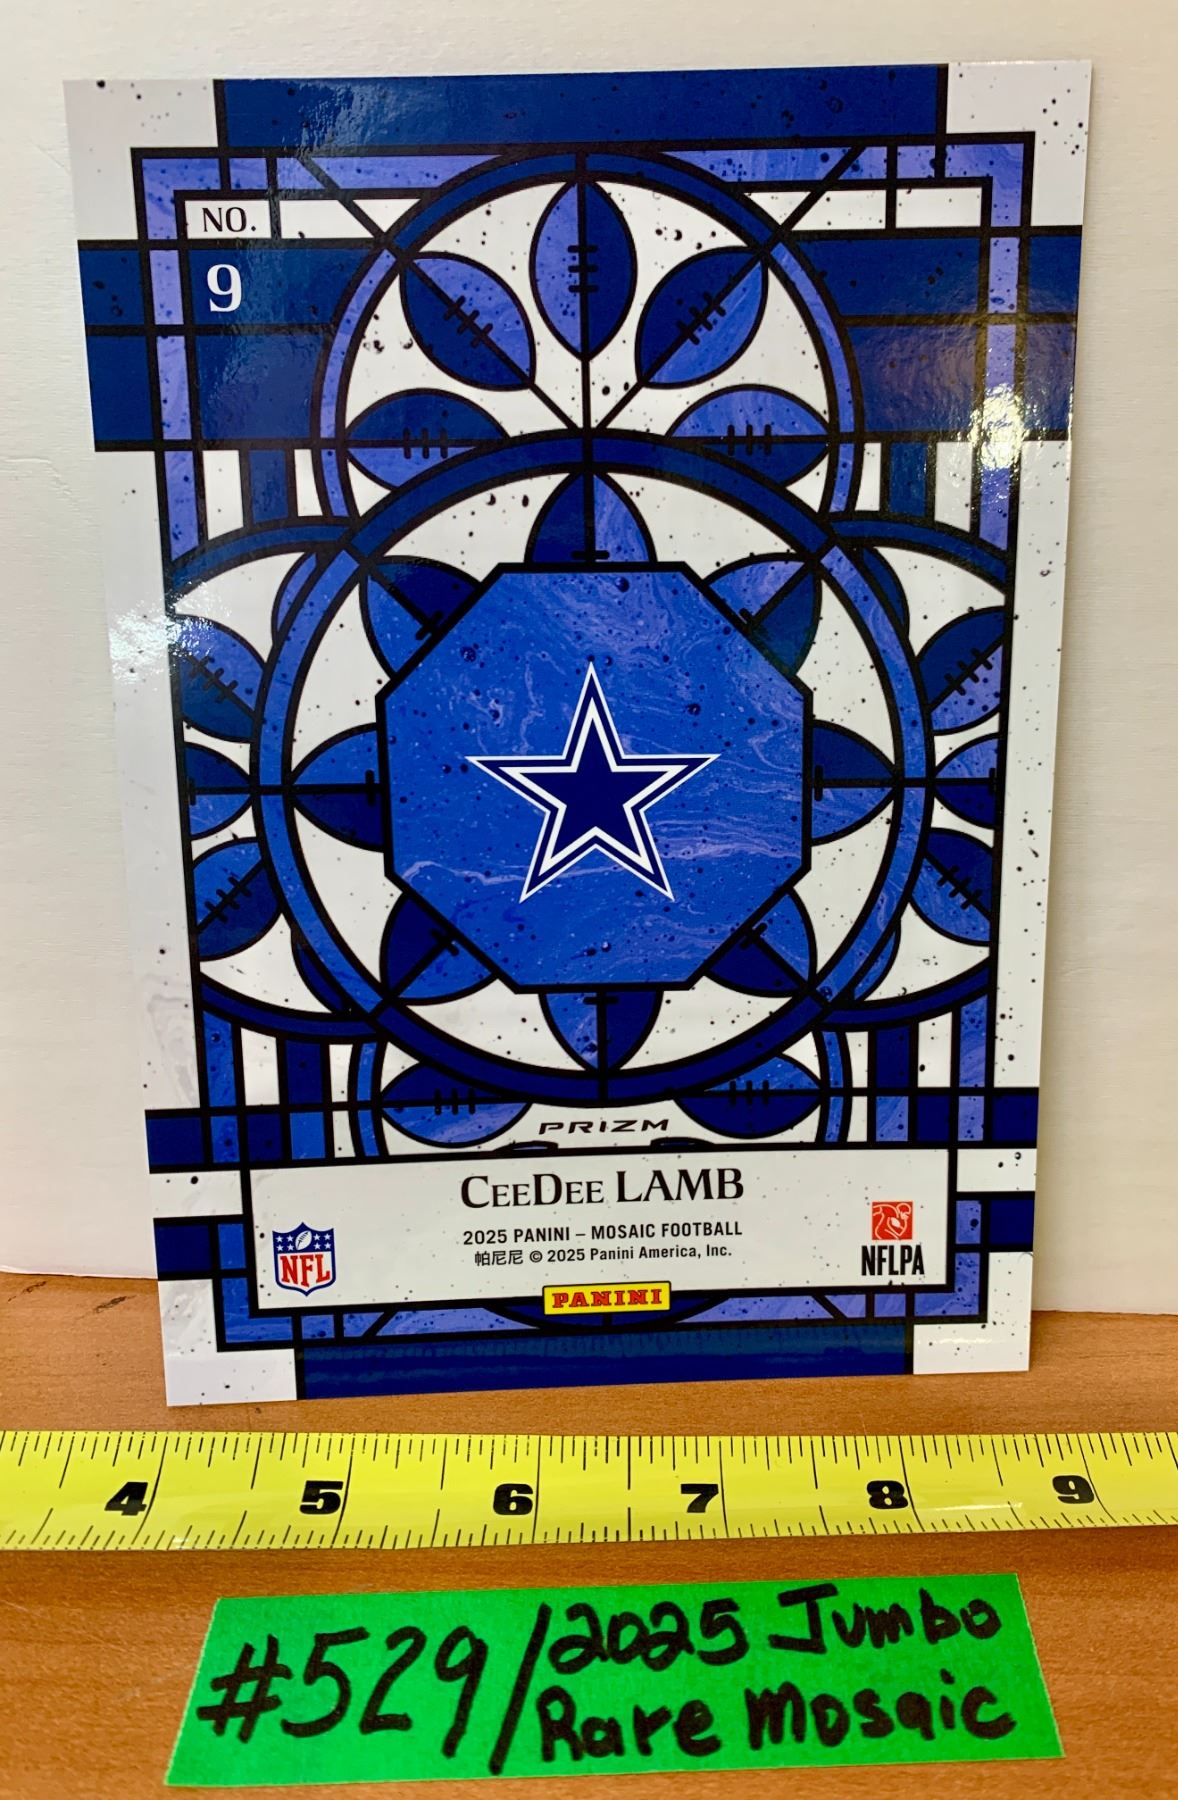 NO.
9
PRIZM
CEEDEE LAMB
2025 PANINI – MOSAIC FOOTBALL
帕尼尼 © 2025 Panini America, Inc.
NFL
NFLPA
PANINI
4 5 6 7 8 9
#529/2025 Jumbo
Rare Mosaic